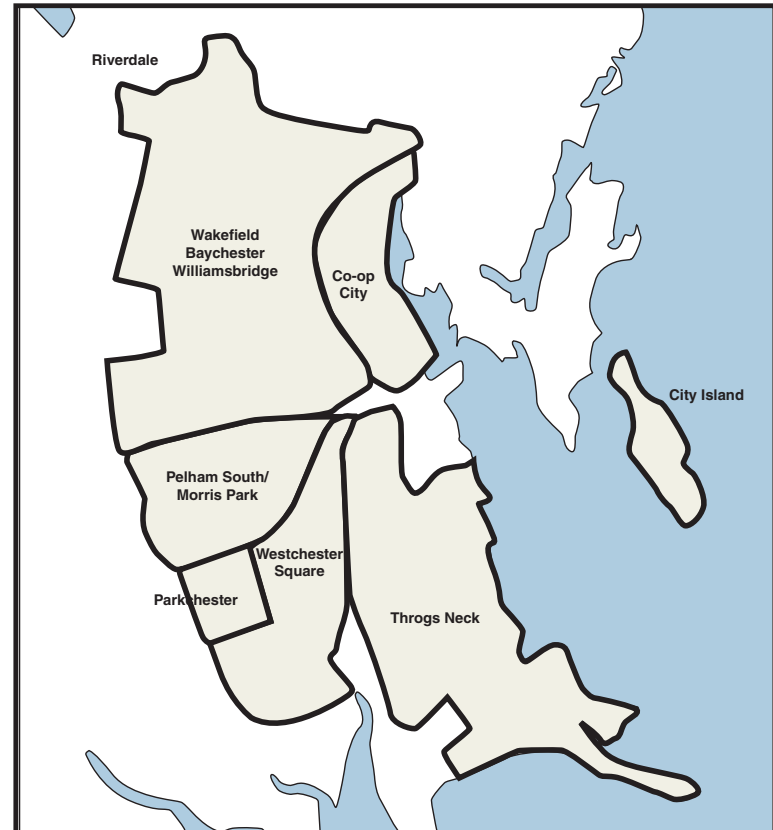 Riverdale
Wakefield
Baychester
Williamsbridge
Co-op
City
City Island
Pelham South/
Morris Park
Westchester
Square
Parkchester
Throgs Neck